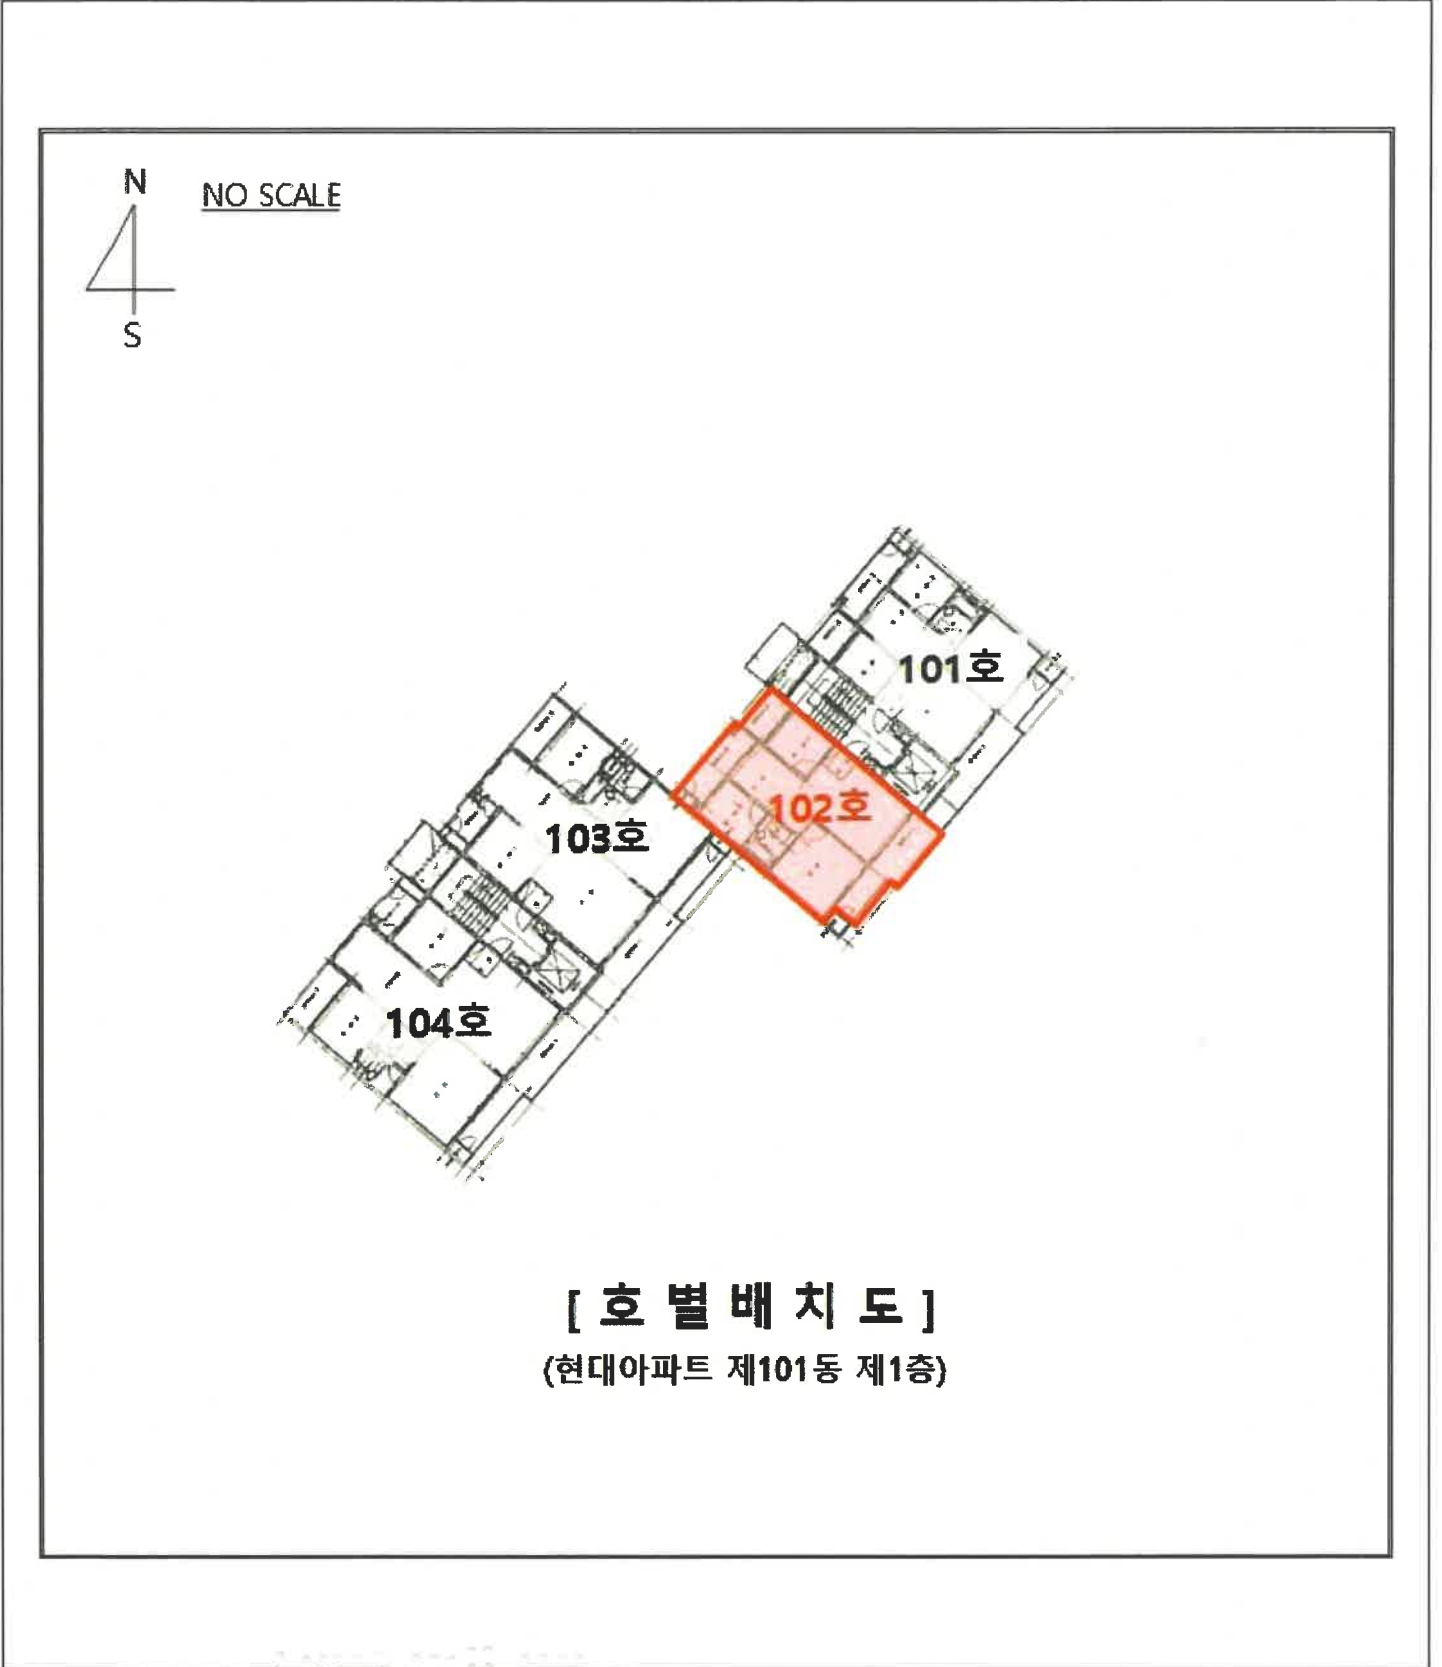 N
NO SCALE
S
101호
102호
103호
104호
[ 호 별 배 치 도 ]
(현대아파트 제101동 제1층)